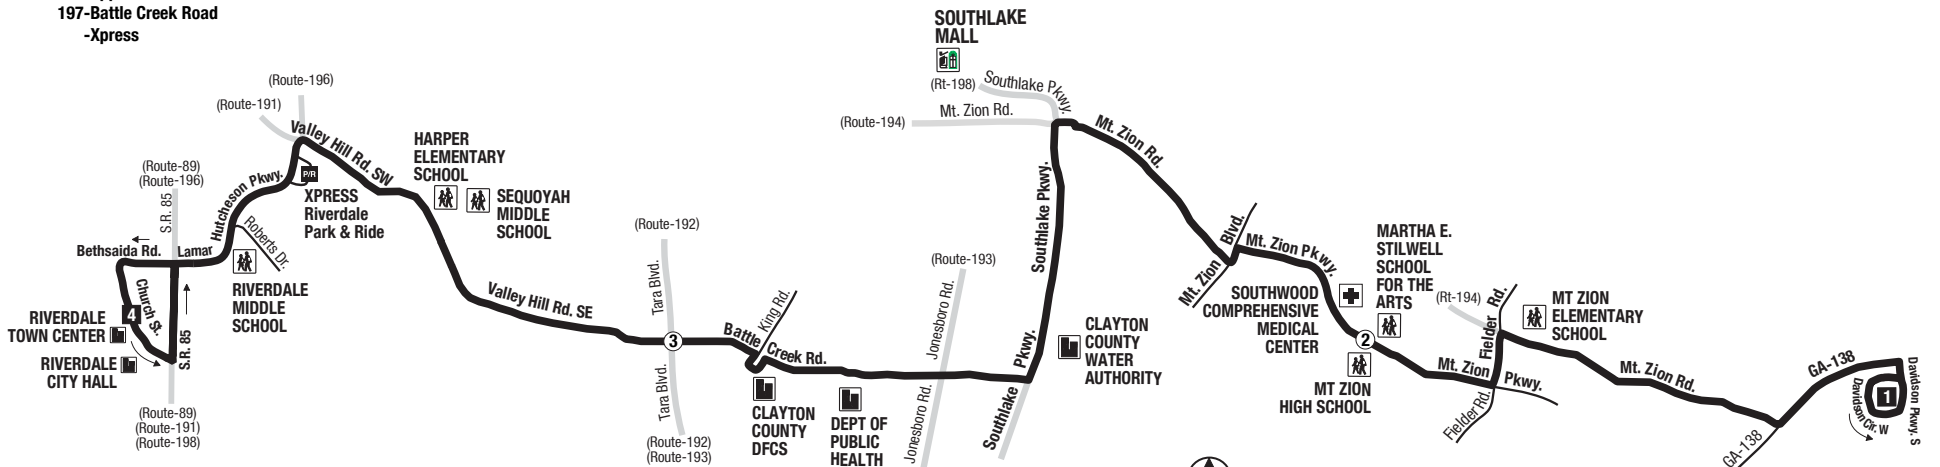 197-Battle Creek Road
-Xpress
SOUTHLAKE
MALL
(Rt-198)
Southlake Pkwy.
(Route-194)
Mt. Zion Rd.
Mt. Zion Rd.
(Route-196)
(Route-191)
Valley Hill Rd. SW
HARPER
ELEMENTARY
SCHOOL
SEQUOYAH
MIDDLE
SCHOOL
P/R
XPRESS
Riverdale
Park & Ride
(Route-89)
(Route-196)
S.R. 85
Hutcheson Pkwy.
Roberts Dr.
Bethsaida Rd.
Lamar
RIVERDALE
MIDDLE
SCHOOL
Church St.
4
RIVERDALE
TOWN CENTER
RIVERDALE
CITY HALL
S.R. 85
(Route-89)
(Route-191)
(Route-198)
Valley Hill Rd. SE
(Route-192)
Tara Blvd.
3
Tara Blvd.
(Route-192)
(Route-193)
King Rd.
Battle Creek Rd.
CLAYTON
COUNTY
DFCS
DEPT OF
PUBLIC
HEALTH
(Route-193)
Jonesboro Rd.
Jonesboro Rd.
Southlake Pkwy.
Southlake Pkwy.
CLAYTON
COUNTY
WATER
AUTHORITY
Mt. Zion Blvd.
Mt. Zion Pkwy.
SOUTHWOOD
COMPREHENSIVE
MEDICAL
CENTER
MARTHA E.
STILWELL
SCHOOL
FOR THE
ARTS
2
MT ZION
HIGH SCHOOL
(Rt-194)
Fielder Rd.
MT ZION
ELEMENTARY
SCHOOL
Mt. Zion Pkwy.
Fielder Rd.
Mt. Zion Rd.
GA-138
GA-138
1
Davidson Cir. W
Davidson Pkwy. S